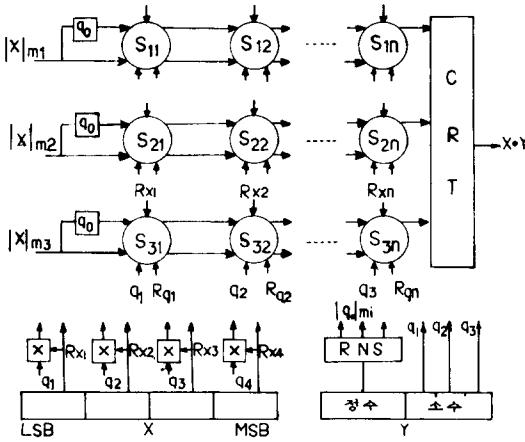 |X|m1 q0 S11 S12 ..... S1n
|X|m2 q0 S21 S22 ..... S2n
Rx1 Rx2 Rxn
|X|m3 q0 S31 S32 ..... S3n
q1 Rq1 q2 Rq2 q3 Rqn
C
R
T
X•Y
X Rx1 X Rx2 X Rx3 X Rx4
q1 q2 q3 q4
LSB X MSB
|q0|mi q1 q2 q3
RNS
정수 소수
Y